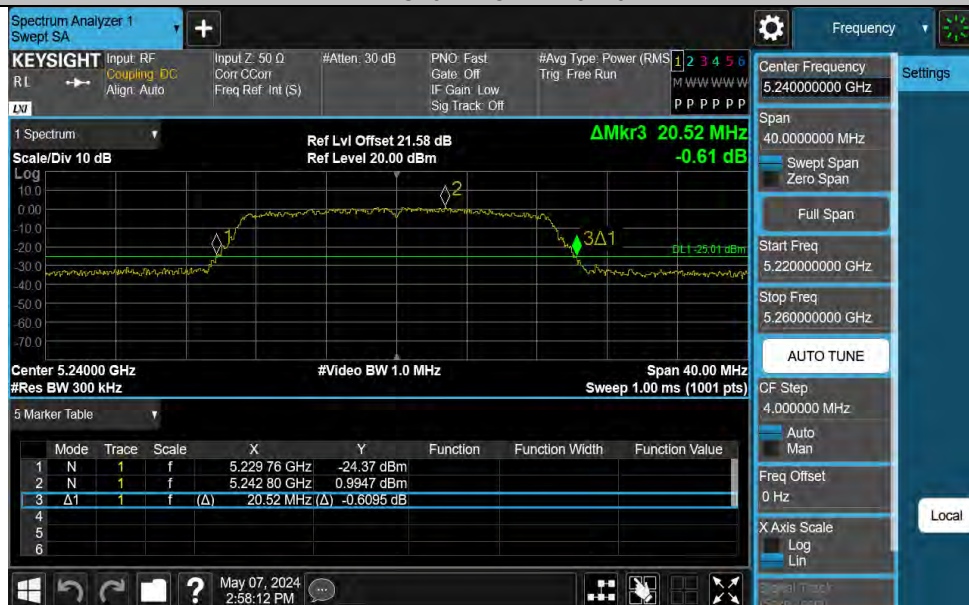 Spectrum Analyzer 1
Swept SA
+
Frequency
KEYSIGHT
RL
LXI
Input: RF
Coupling: DC
Align: Auto
Input Z: 50 Ω
Corr CCorr
Freq Ref: Int (S)
#Atten: 30 dB
PNO: Fast
Gate: Off
IF Gain: Low
Sig Track: Off
#Avg Type: Power (RMS
Trig: Free Run
1 2 3 4 5 6
M W W W W W
P P P P P P
Center Frequency
5.240000000 GHz
Settings
Span
40.0000000 MHz
Swept Span
Zero Span
Full Span
Start Freq
5.220000000 GHz
Stop Freq
5.260000000 GHz
AUTO TUNE
CF Step
4.000000 MHz
Auto
Man
Freq Offset
0 Hz
X Axis Scale
Log
Lin
Signal Track
Local
1 Spectrum
Scale/Div 10 dB
Ref Lvl Offset 21.58 dB
Ref Level 20.00 dBm
ΔMkr3 20.52 MHz
-0.61 dB
Log
10.0
0.00
-10.0
-20.0
-30.0
-40.0
-50.0
-60.0
-70.0
1
2
3Δ1
DL1 -25.01 dBm
Center 5.24000 GHz
#Res BW 300 kHz
#Video BW 1.0 MHz
Span 40.00 MHz
Sweep 1.00 ms (1001 pts)
5 Marker Table
Mode Trace Scale X Y Function Function Width Function Value
1 N 1 f 5.229 76 GHz -24.37 dBm
2 N 1 f 5.242 80 GHz 0.9947 dBm
3 Δ1 1 f (Δ) 20.52 MHz (Δ) -0.6095 dB
4
5
6
?
May 07, 2024
2:58:12 PM